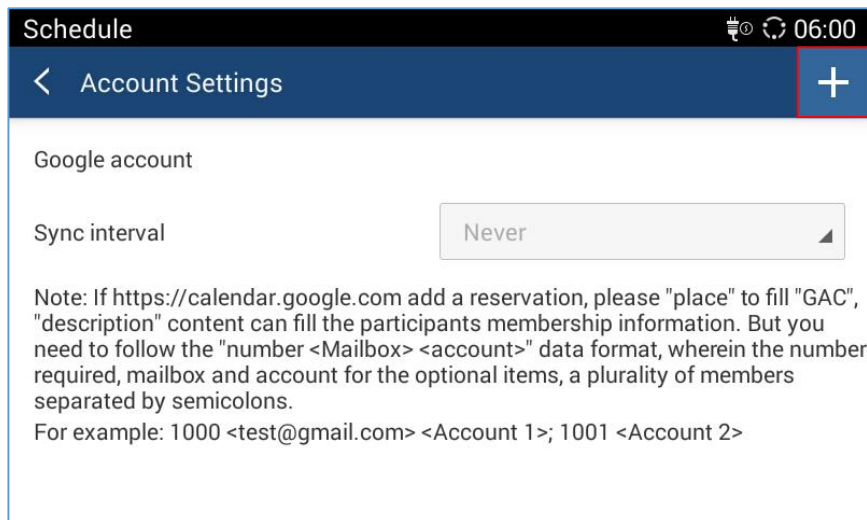 Schedule 06:00
Account Settings
Google account
Sync interval Never
Note: If https://calendar.google.com add a reservation, please "place" to fill "GAC",
"description" content can fill the participants membership information. But you
need to follow the "number <Mailbox> <account>" data format, wherein the number
required, mailbox and account for the optional items, a plurality of members
separated by semicolons.
For example: 1000 <test@gmail.com> <Account 1>; 1001 <Account 2>